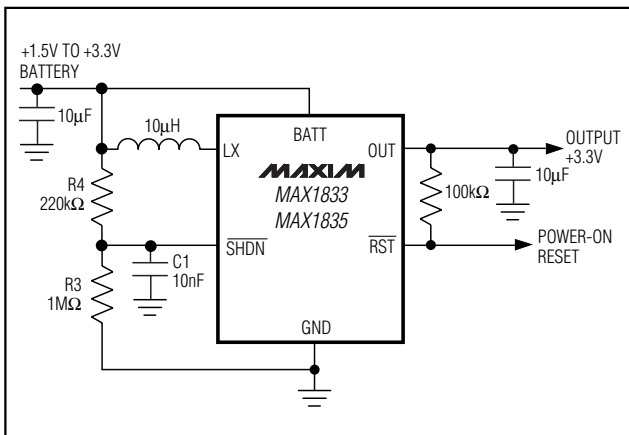 +1.5V TO +3.3V
BATTERY
10μF
10μH
LX
BATT
OUT
OUTPUT
+3.3V
MAXIM
MAX1833
MAX1835
R4
220kΩ
100kΩ
10μF
SHDN
RST
POWER-ON
RESET
C1
10nF
R3
1MΩ
GND